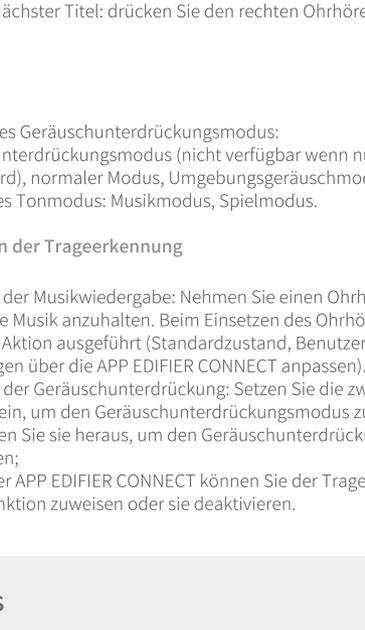 ächster Titel: drücken Sie den rechten Ohrhöre
es Geräuschunterdrückungsmodus:
nterdrückungsmodus (nicht verfügbar wenn nu
rd), normaler Modus, Umgebungsgeräuschmod
es Tonmodus: Musikmodus, Spielmodus.
n der Trageerkennung
der Musikwiedergabe: Nehmen Sie einen Ohrh
e Musik anzuhalten. Beim Einsetzen des Ohrhö
Aktion ausgeführt (Standardzustand, Benutzer
gen über die APP EDIFIER CONNECT anpassen).
der Geräuschunterdrückung: Setzen Sie die zw
ein, um den Geräuschunterdrückungsmodus zu
en Sie sie heraus, um den Geräuschunterdrücku
en;
er APP EDIFIER CONNECT können Sie der Trage
nktion zuweisen oder sie deaktivieren.
s